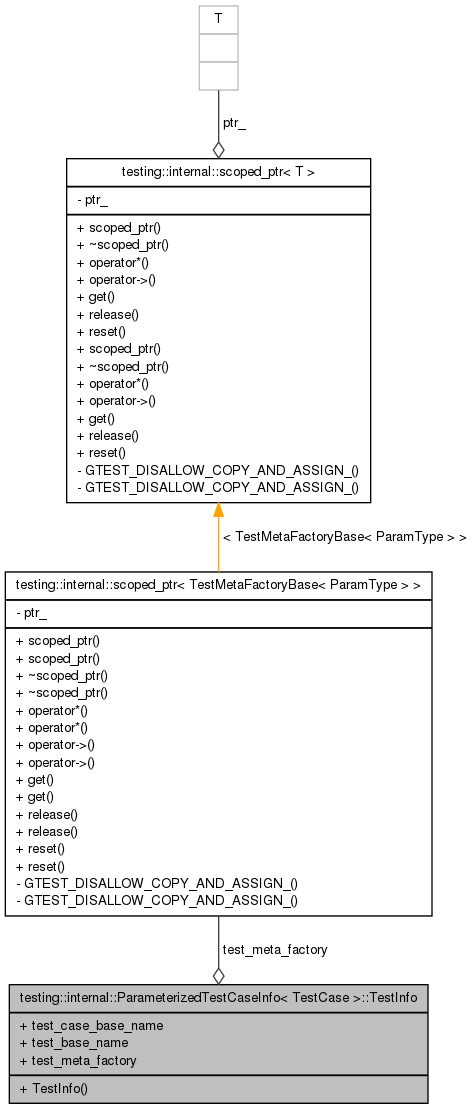 T
ptr_
testing::internal::scoped_ptr< T >
- ptr_
+ scoped_ptr()
+ ~scoped_ptr()
+ operator*()
+ operator->()
+ get()
+ release()
+ reset()
+ scoped_ptr()
+ ~scoped_ptr()
+ operator*()
+ operator->()
+ get()
+ release()
+ reset()
- GTEST_DISALLOW_COPY_AND_ASSIGN_()
- GTEST_DISALLOW_COPY_AND_ASSIGN_()
< TestMetaFactoryBase< ParamType > >
testing::internal::scoped_ptr< TestMetaFactoryBase< ParamType > >
- ptr_
+ scoped_ptr()
+ scoped_ptr()
+ ~scoped_ptr()
+ ~scoped_ptr()
+ operator*()
+ operator*()
+ operator->()
+ operator->()
+ get()
+ get()
+ release()
+ release()
+ reset()
+ reset()
- GTEST_DISALLOW_COPY_AND_ASSIGN_()
- GTEST_DISALLOW_COPY_AND_ASSIGN_()
test_meta_factory
testing::internal::ParameterizedTestCaseInfo< TestCase >::TestInfo
+ test_case_base_name
+ test_base_name
+ test_meta_factory
+ TestInfo()